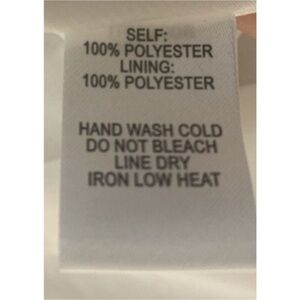 SELF:
100% POLYESTER
LINING:
100% POLYESTER
HAND WASH COLD
DO NOT BLEACH
LINE DRY
IRON LOW HEAT